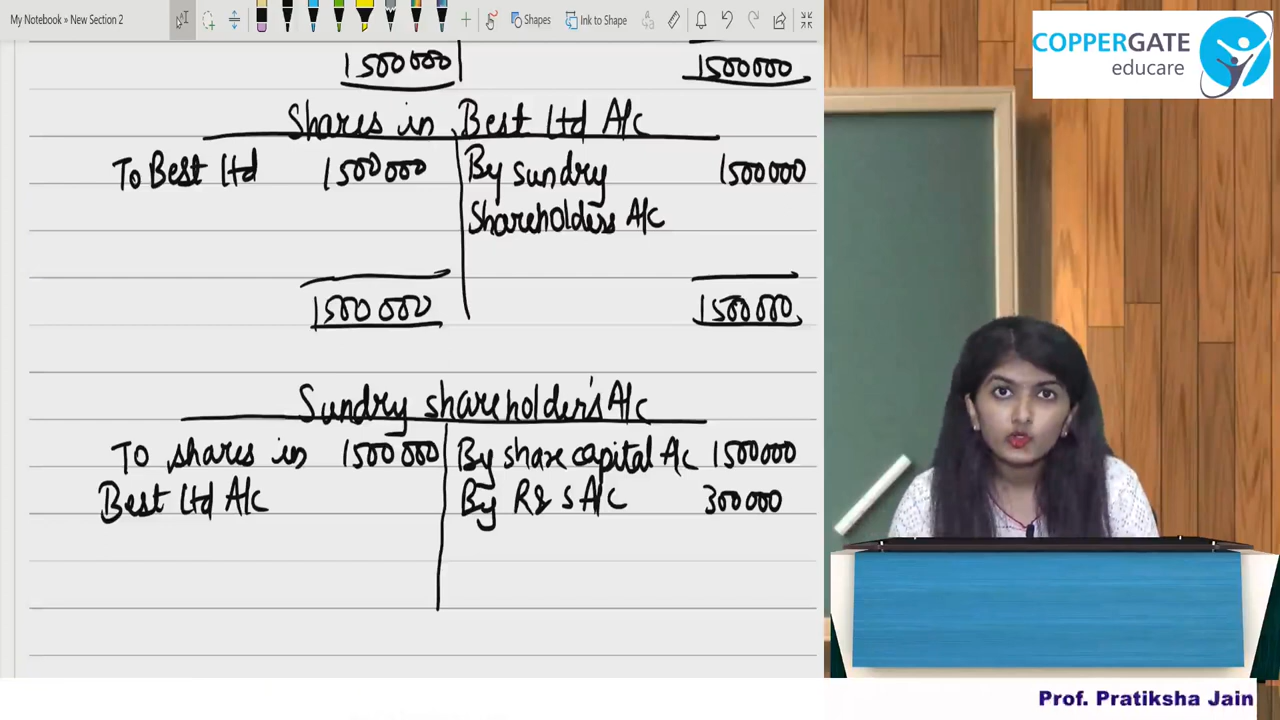 My Notebook » New Section 2
Shapes
Ink to Shape
COPPERGATE
educare
1500000 1500000
Shares in Best Ltd A/c
To Best Ltd 1500000 By Sundry 1500000
Shareholders A/c
1500000 1500000
Sundry shareholder's A/c
To shares in 1500000 By share capital A/c 1500000
Best Ltd A/c By R & S A/c 300000
Prof. Pratiksha Jain